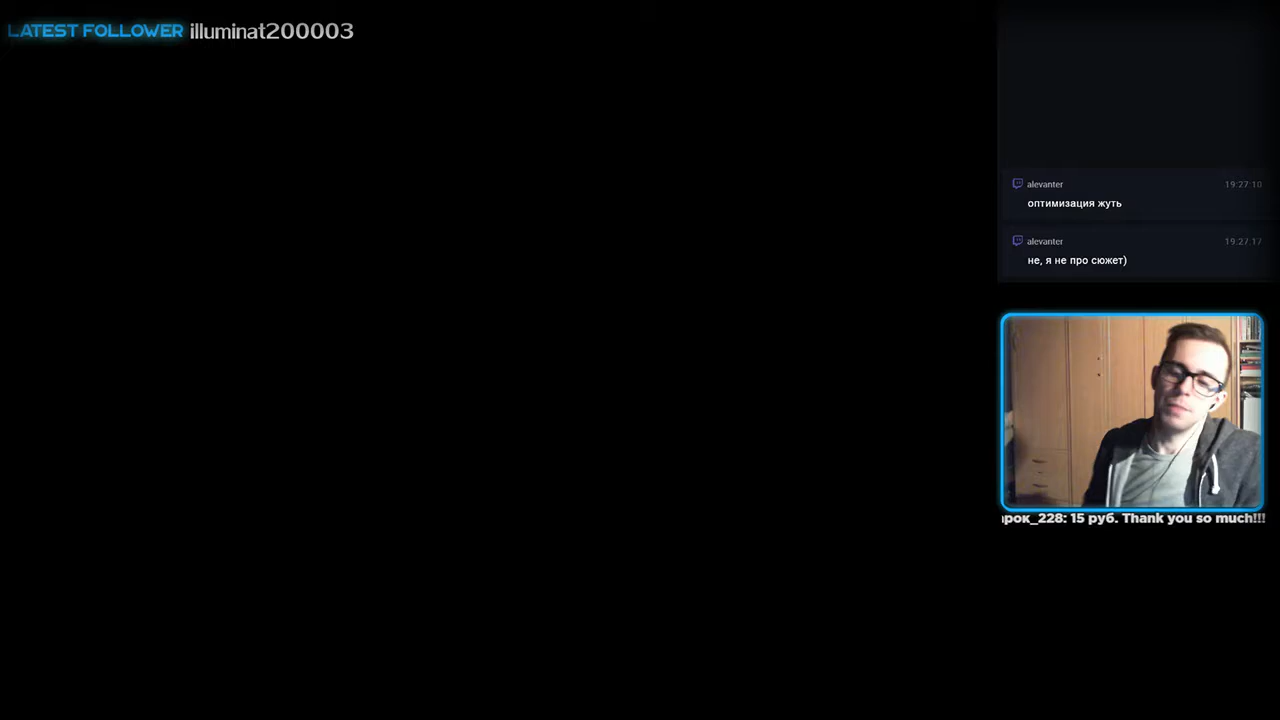 LATEST FOLLOWER illuminat200003
alevanter 19:27:10
оптимизация жуть
alevanter 19:27:17
не, я не про сюжет)
рок_228: 15 руб. Thank you so much!!!